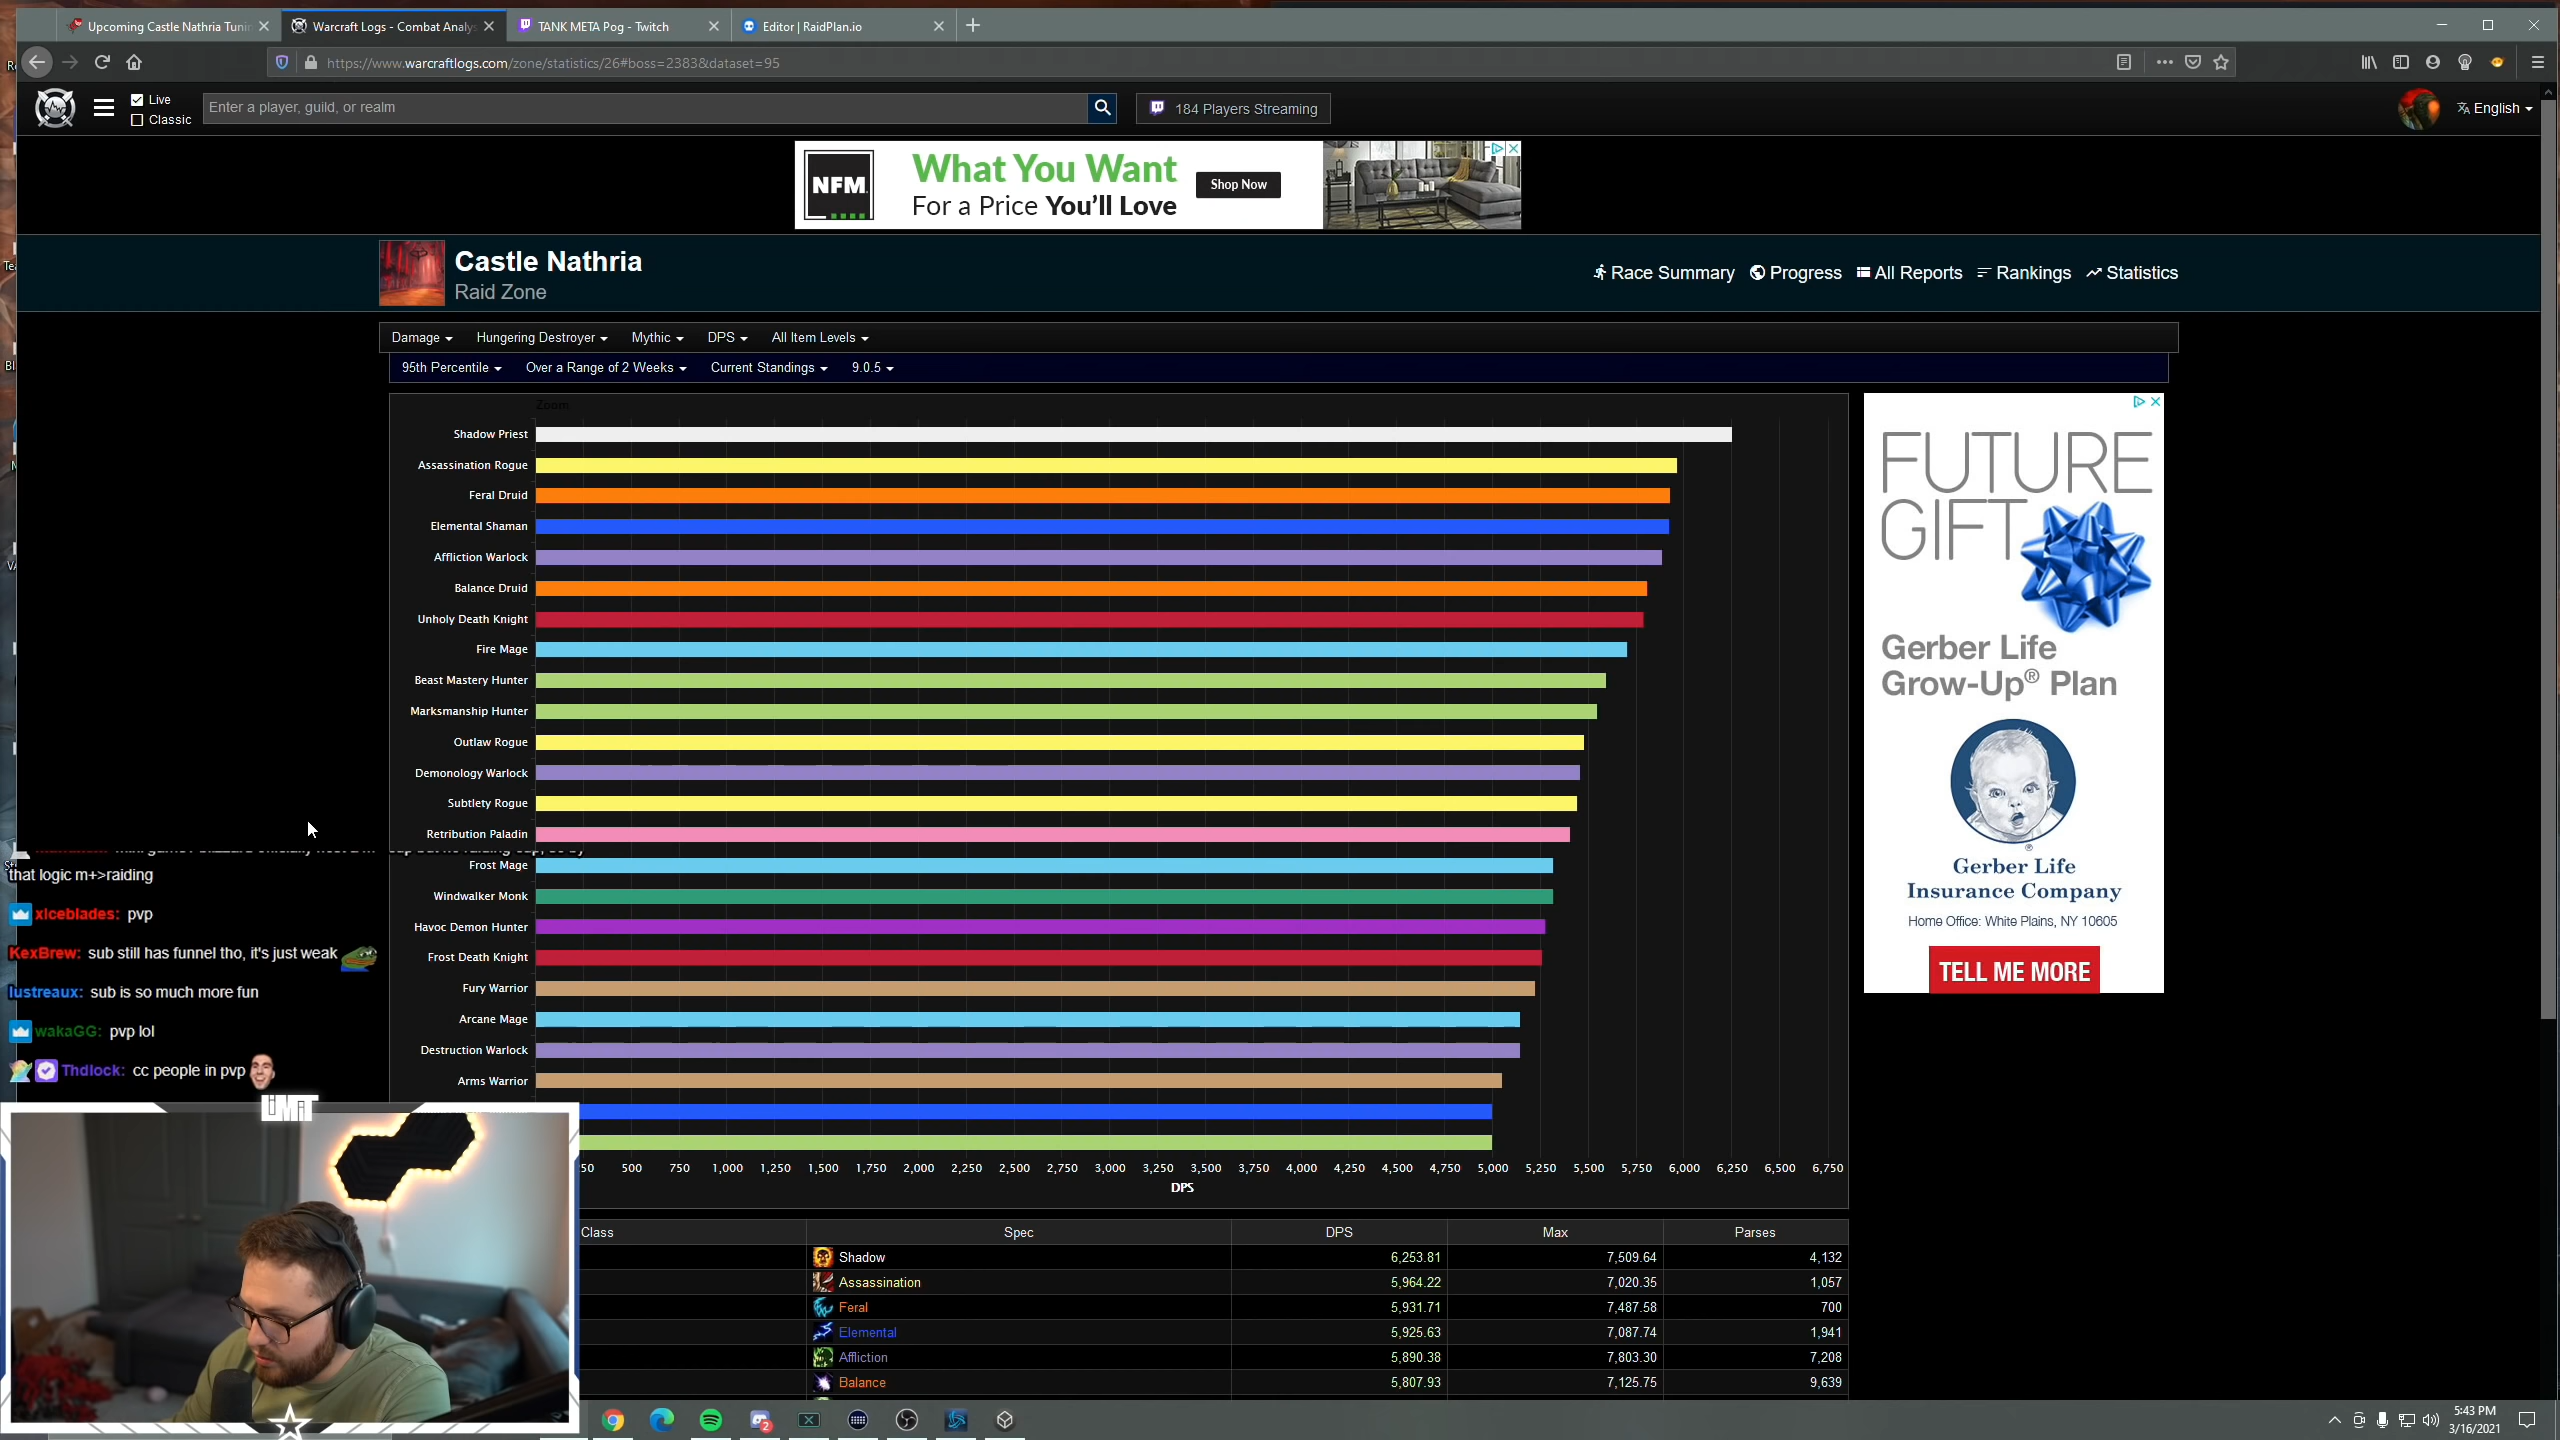 Upcoming Castle Nathria Tuni
Warcraft Logs - Combat Analys
TANK META Pog - Twitch
Editor | RaidPlan.io
https://www.warcraftlogs.com/zone/statistics/26#boss=2383&dataset=95
Live
Classic
Enter a player, guild, or realm
184 Players Streaming
English
NFM
What You Want
For a Price You'll Love
Shop Now
Castle Nathria
Raid Zone
Race Summary
Progress
All Reports
Rankings
Statistics
Damage
Hungering Destroyer
Mythic
DPS
All Item Levels
95th Percentile
Over a Range of 2 Weeks
Current Standings
9.0.5
Zoom
Shadow Priest
Assassination Rogue
Feral Druid
Elemental Shaman
Affliction Warlock
Balance Druid
Unholy Death Knight
Fire Mage
Beast Mastery Hunter
Marksmanship Hunter
Outlaw Rogue
Demonology Warlock
Subtlety Rogue
Retribution Paladin
Frost Mage
Windwalker Monk
Havoc Demon Hunter
Frost Death Knight
Fury Warrior
Arcane Mage
Destruction Warlock
Arms Warrior
50 500 750 1,000 1,250 1,500 1,750 2,000 2,250 2,500 2,750 3,000 3,250 3,500 3,750 4,000 4,250 4,500 4,750 5,000 5,250 5,500 5,750 6,000 6,250 6,500 6,750
DPS
that logic m+>raiding
xIceblades: pvp
KexBrew: sub still has funnel tho, it's just weak
lustreaux: sub is so much more fun
wakaGG: pvp lol
Thdlock: cc people in pvp
LIMIT
Class Spec DPS Max Parses
Shadow 6,253.81 7,509.64 4,132
Assassination 5,964.22 7,020.35 1,057
Feral 5,931.71 7,487.58 700
Elemental 5,925.63 7,087.74 1,941
Affliction 5,890.38 7,803.30 7,208
Balance 5,807.93 7,125.75 9,639
FUTURE
GIFT
Gerber Life
Grow-Up® Plan
Gerber Life
Insurance Company
Home Office: White Plains, NY 10605
TELL ME MORE
2
5:43 PM
3/16/2021